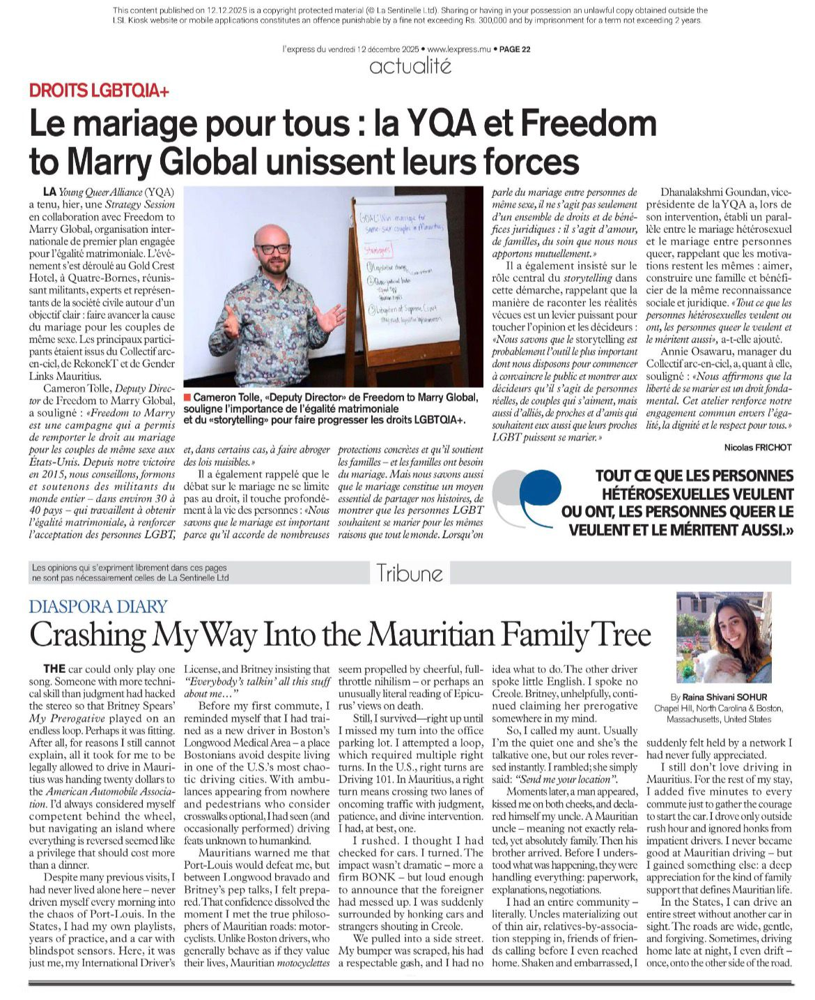 This content published on 12.12.2025 is a copyright protected material (© La Sentinelle Ltd). Sharing or having in your possession an unlawful copy obtained outside the
LSL Kiosk website or mobile applications constitutes an offence punishable by a fine not exceeding Rs. 300,000 and by imprisonment for a term not exceeding 2 years.
l'express du vendredi 12 décembre 2025 • www.lexpress.mu • PAGE 22
actualité
DROITS LGBTQIA+
Le mariage pour tous : la YQA et Freedom
to Marry Global unissent leurs forces
LA Young Queer Alliance (YQA)
a tenu, hier, une Strategy Session
en collaboration avec Freedom to
Marry Global, organisation inter-
nationale de premier plan engagée
pour l'égalité matrimoniale. L'évé-
nement s'est déroulé au Gold Crest
Hotel, à Quatre-Bornes, réunis-
sant militants, experts et représen-
tants de la société civile autour d'un
objectif clair : faire avancer la cause
du mariage pour les couples de
même sexe. Les principaux partici-
pants étaient issus du Collectif arc-
en-ciel, de RekonekT et de Gender
Links Mauritius.
Cameron Tolle, Deputy Direc-
tor de Freedom to Marry Global,
a souligné : «Freedom to Marry
est une campagne qui a permis
de remporter le droit au mariage
pour les couples de même sexe aux
États-Unis. Depuis notre victoire
en 2015, nous conseillons, formons
et soutenons des militants du
monde entier – dans environ 30 à
40 pays – qui travaillent à obtenir
l'égalité matrimoniale, à renforcer
l'acceptation des personnes LGBT,
GOAL: Win marriage for
same-sex couples in Mauritius
Strategies
① Legislative change
②
③ Litigation at Supreme Court
Cameron Tolle, «Deputy Director» de Freedom to Marry Global,
souligne l'importance de l'égalité matrimoniale
et du «storytelling» pour faire progresser les droits LGBTQIA+.
et, dans certains cas, à faire abroger
des lois nuisibles.»
Il a également rappelé que le
débat sur le mariage ne se limite
pas au droit, il touche profondé-
ment à la vie des personnes : «Nous
savons que le mariage est important
parce qu'il accorde de nombreuses
protections concrètes et qu'il soutient
les familles – et les familles ont besoin
du mariage. Mais nous savons aussi
que le mariage constitue un moyen
essentiel de partager nos histoires, de
montrer que les personnes LGBT
souhaitent se marier pour les mêmes
raisons que tout le monde. Lorsqu'on
parle du mariage entre personnes de
même sexe, il ne s'agit pas seulement
d'un ensemble de droits et de béné-
fices juridiques : il s'agit d'amour,
de familles, du soin que nous nous
apportons mutuellement.»
Il a également insisté sur le
rôle central du storytelling dans
cette démarche, rappelant que la
manière de raconter les réalités
vécues est un levier puissant pour
toucher l'opinion et les décideurs :
«Nous savons que le storytelling est
probablement l'outil le plus important
dont nous disposons pour commencer
à convaincre le public et montrer aux
décideurs qu'il s'agit de personnes
réelles, de couples qui s'aiment, mais
aussi d'alliés, de proches et d'amis qui
souhaitent eux aussi que leurs proches
LGBT puissent se marier.»
Dhanalakshmi Goundan, vice-
présidente de la YQA a, lors de
son intervention, établi un paral-
lèle entre le mariage hétérosexuel
et le mariage entre personnes
queer, rappelant que les motiva-
tions restent les mêmes : aimer,
construire une famille et bénéfi-
cier de la même reconnaissance
sociale et juridique. «Tout ce que les
personnes hétérosexuelles veulent ou
ont, les personnes queer le veulent et
le méritent aussi», a-t-elle ajouté.
Annie Osawaru, manager du
Collectif arc-en-ciel, a, quant à elle,
souligné : «Nous affirmons que la
liberté de se marier est un droit fonda-
mental. Cet atelier renforce notre
engagement commun envers l'éga-
lité, la dignité et le respect pour tous.»
Nicolas FRICHOT
TOUT CE QUE LES PERSONNES
HÉTÉROSEXUELLES VEULENT
OU ONT, LES PERSONNES QUEER LE
VEULENT ET LE MÉRITENT AUSSI.»
Les opinions qui s'expriment librement dans ces pages
ne sont pas nécessairement celles de La Sentinelle Ltd
Tribune
DIASPORA DIARY
Crashing My Way Into the Mauritian Family Tree
By Raina Shivani SOHUR
Chapel Hill, North Carolina & Boston,
Massachusetts, United States
THE car could only play one
song. Someone with more techni-
cal skill than judgment had hacked
the stereo so that Britney Spears'
My Prerogative played on an
endless loop. Perhaps it was fitting.
After all, for reasons I still cannot
explain, all it took for me to be
legally allowed to drive in Mauri-
tius was handing twenty dollars to
the American Automobile Associa-
tion. I'd always considered myself
competent behind the wheel,
but navigating an island where
everything is reversed seemed like
a privilege that should cost more
than a dinner.
Despite many previous visits, I
had never lived alone here – never
driven myself every morning into
the chaos of Port-Louis. In the
States, I had my own playlists,
years of practice, and a car with
blindspot sensors. Here, it was
just me, my International Driver's
License, and Britney insisting that
"Everybody's talkin' all this stuff
about me…"
Before my first commute, I
reminded myself that I had trai-
ned as a new driver in Boston's
Longwood Medical Area – a place
Bostonians avoid despite living
in one of the U.S.'s most chao-
tic driving cities. With ambu-
lances appearing from nowhere
and pedestrians who consider
crosswalks optional, I had seen (and
occasionally performed) driving
feats unknown to humankind.
Mauritians warned me that
Port-Louis would defeat me, but
between Longwood bravado and
Britney's pep talks, I felt prepa-
red. That confidence dissolved the
moment I met the true philoso-
phers of Mauritian roads: motor-
cyclists. Unlike Boston drivers, who
generally behave as if they value
their lives, Mauritian motocyclettes
seem propelled by cheerful, full-
throttle nihilism – or perhaps an
unusually literal reading of Epicu-
rus' views on death.
Still, I survived—right up until
I missed my turn into the office
parking lot. I attempted a loop,
which required multiple right
turns. In the U.S., right turns are
Driving 101. In Mauritius, a right
turn means crossing two lanes of
oncoming traffic with judgment,
patience, and divine intervention.
I had, at best, one.
I rushed. I thought I had
checked for cars. I turned. The
impact wasn't dramatic – more a
firm BONK – but loud enough
to announce that the foreigner
had messed up. I was suddenly
surrounded by honking cars and
strangers shouting in Creole.
We pulled into a side street.
My bumper was scraped, his had
a respectable gash, and I had no
idea what to do. The other driver
spoke little English. I spoke no
Creole. Britney, unhelpfully, conti-
nued claiming her prerogative
somewhere in my mind.
So, I called my aunt. Usually
I'm the quiet one and she's the
talkative one, but our roles rever-
sed instantly. I rambled; she simply
said: "Send me your location".
Moments later, a man appeared,
kissed me on both cheeks, and decla-
red himself my uncle. A Mauritian
uncle – meaning not exactly rela-
ted, yet absolutely family. Then his
brother arrived. Before I unders-
tood what was happening, they were
handling everything: paperwork,
explanations, negotiations.
I had an entire community –
literally. Uncles materializing out
of thin air, relatives-by-associa-
tion stepping in, friends of frien-
ds calling before I even reached
home. Shaken and embarrassed, I
suddenly felt held by a network I
had never fully appreciated.
I still don't love driving in
Mauritius. For the rest of my stay,
I added five minutes to every
commute just to gather the courage
to start the car. I drove only outside
rush hour and ignored honks from
impatient drivers. I never became
good at Mauritian driving – but
I gained something else: a deep
appreciation for the kind of family
support that defines Mauritian life.
In the States, I can drive an
entire street without another car in
sight. The roads are wide, gentle,
and forgiving. Sometimes, driving
home late at night, I even drift –
once, onto the other side of the road.